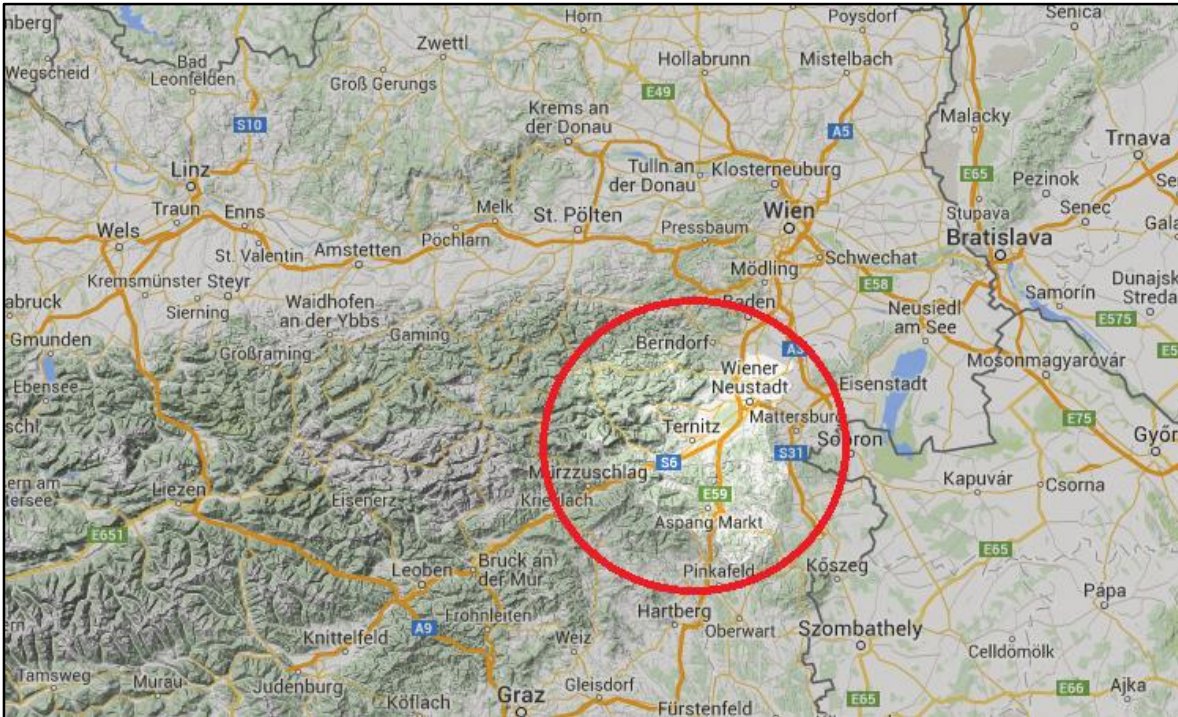 nberg
Horn
Poysdorf
Senica
Wegscheid
Bad
Leonfelden
Zwettl
Groß Gerungs
Hollabrunn
Mistelbach
E49
Krems an
der Donau
A5
Malacky
S10
Trnava
Linz
Tulln an
der Donau
Klosterneuburg
E65
Pezinok
Traun
Enns
Melk
St. Pölten
Wien
Stupava
Senec
Wels
Pöchlarn
Pressbaum
Gala
St. Valentin
Amstetten
Schwechat
Bratislava
Mödling
Kremsmünster
Steyr
E58
Dunajsk
Streda
abruck
Sierning
Waidhofen
an der Ybbs
Baden
Neusiedl
am See
Šamorín
E575
Gmunden
Gaming
Berndorf
Großraming
A3
Mosonmagyaróvár
Ebensee
Wiener
Neustadt
Eisenstadt
schl
Mattersburg
E75
Ternitz
Sopron
Győr
S6
S31
Mürzzuschlag
Liezen
Eisenerz
Krieglach
E59
Kapuvár
Csorna
Aspang Markt
E651
E65
Bruck an
der Mur
Leoben
Pinkafeld
Kőszeg
Pápa
Frohnleiten
Hartberg
Oberwart
A9
Knittelfeld
Weiz
Szombathely
Celldömölk
Tamsweg
Murau
Judenburg
Gleisdorf
Köflach
Graz
Fürstenfeld
E65
E66
Ajka